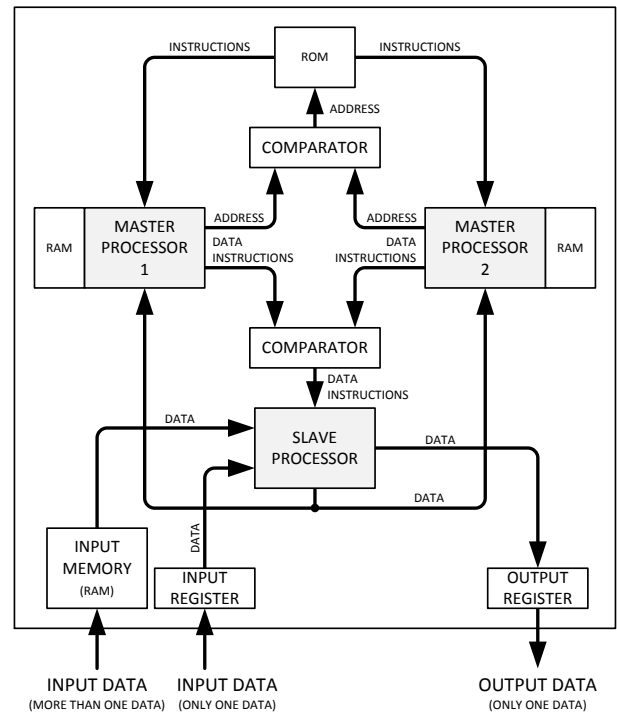 INSTRUCTIONS
INSTRUCTIONS
ROM
ADDRESS
COMPARATOR
RAM
MASTER
PROCESSOR
1
ADDRESS
DATA
INSTRUCTIONS
ADDRESS
DATA
INSTRUCTIONS
MASTER
PROCESSOR
2
RAM
COMPARATOR
DATA
INSTRUCTIONS
DATA
SLAVE
PROCESSOR
DATA
DATA
DATA
INPUT
MEMORY
(RAM)
INPUT
REGISTER
OUTPUT
REGISTER
INPUT DATA
(MORE THAN ONE DATA)
INPUT DATA
(ONLY ONE DATA)
OUTPUT DATA
(ONLY ONE DATA)